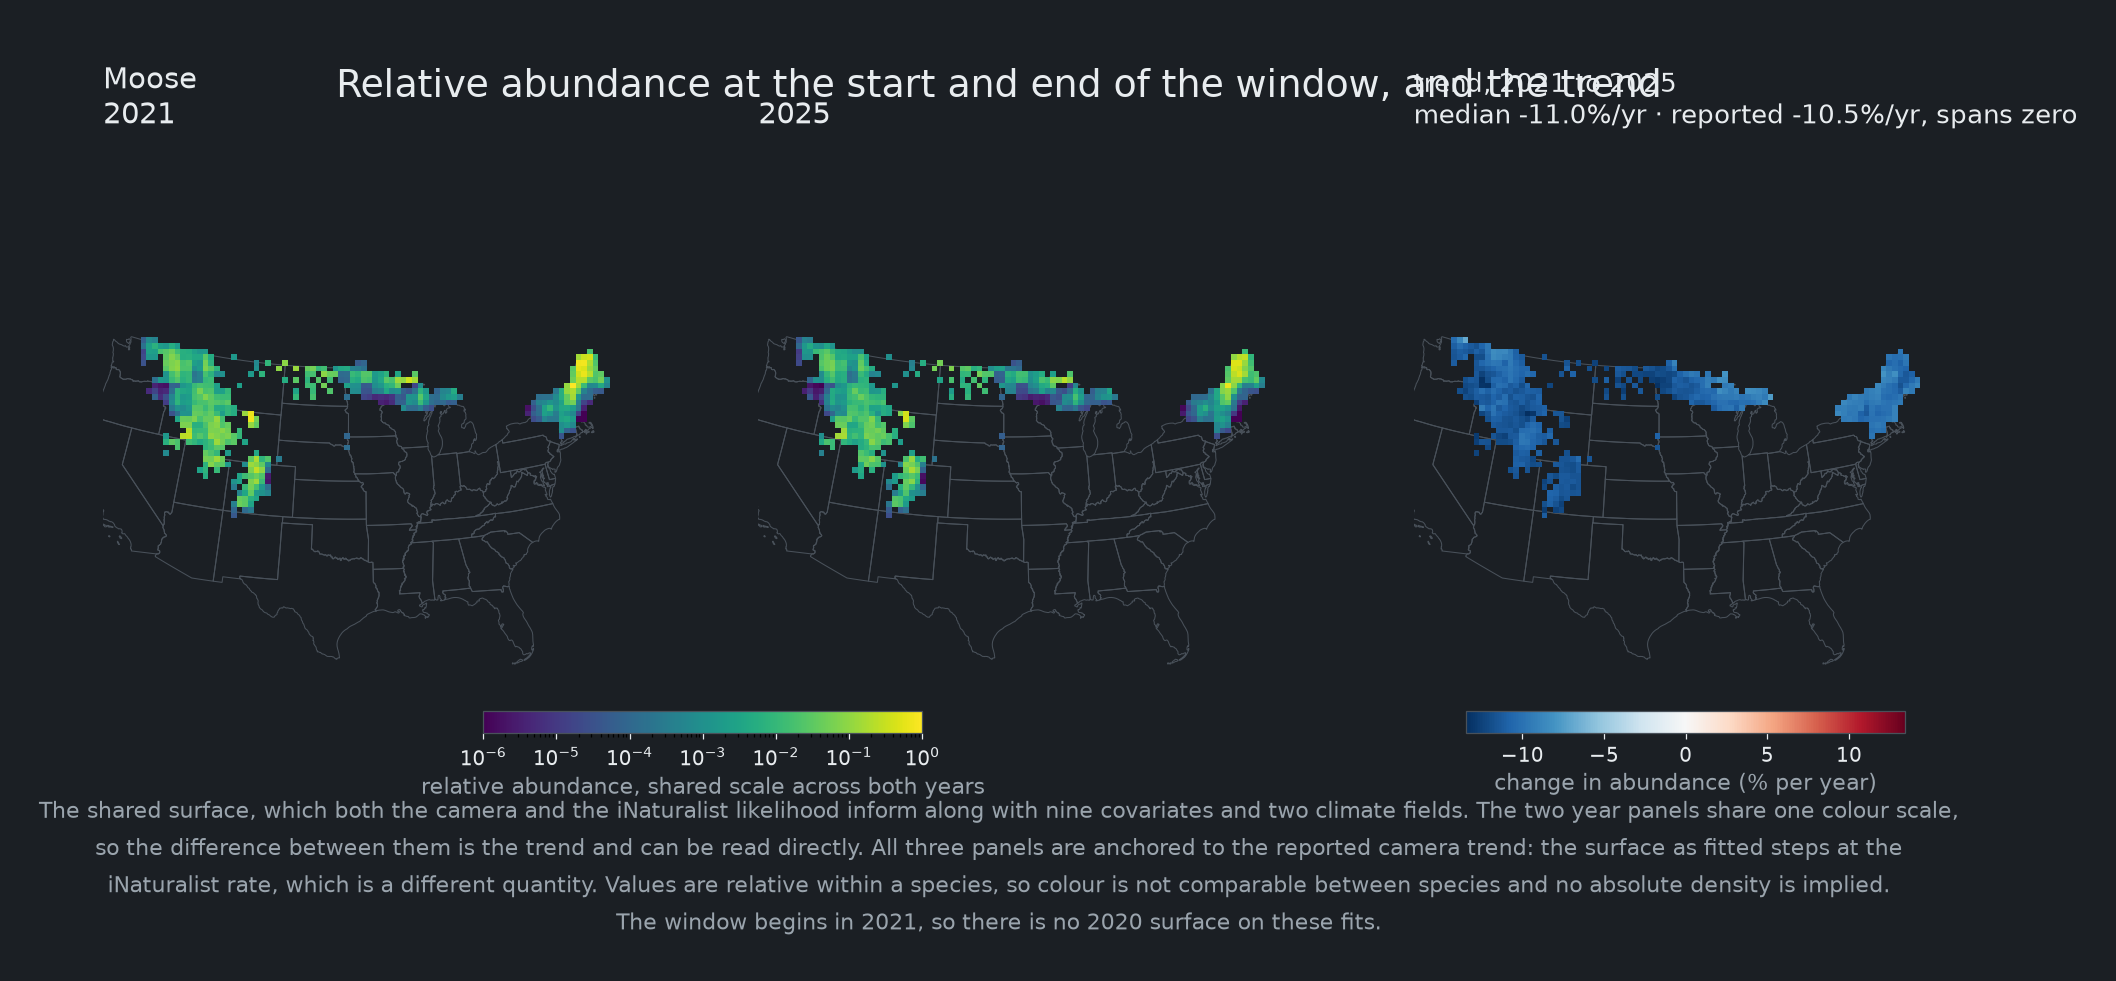 Moose
Relative abundance at the start and end of the window, and the trend
trend, 2021 to 2025
2021
2025
median -11.0%/yr · reported -10.5%/yr, spans zero
10⁻⁶ 10⁻⁵ 10⁻⁴ 10⁻³ 10⁻² 10⁻¹ 10⁰
relative abundance, shared scale across both years
−10 −5 0 5 10
change in abundance (% per year)
The shared surface, which both the camera and the iNaturalist likelihood inform along with nine covariates and two climate fields. The two year panels share one colour scale,
so the difference between them is the trend and can be read directly. All three panels are anchored to the reported camera trend: the surface as fitted steps at the
iNaturalist rate, which is a different quantity. Values are relative within a species, so colour is not comparable between species and no absolute density is implied.
The window begins in 2021, so there is no 2020 surface on these fits.